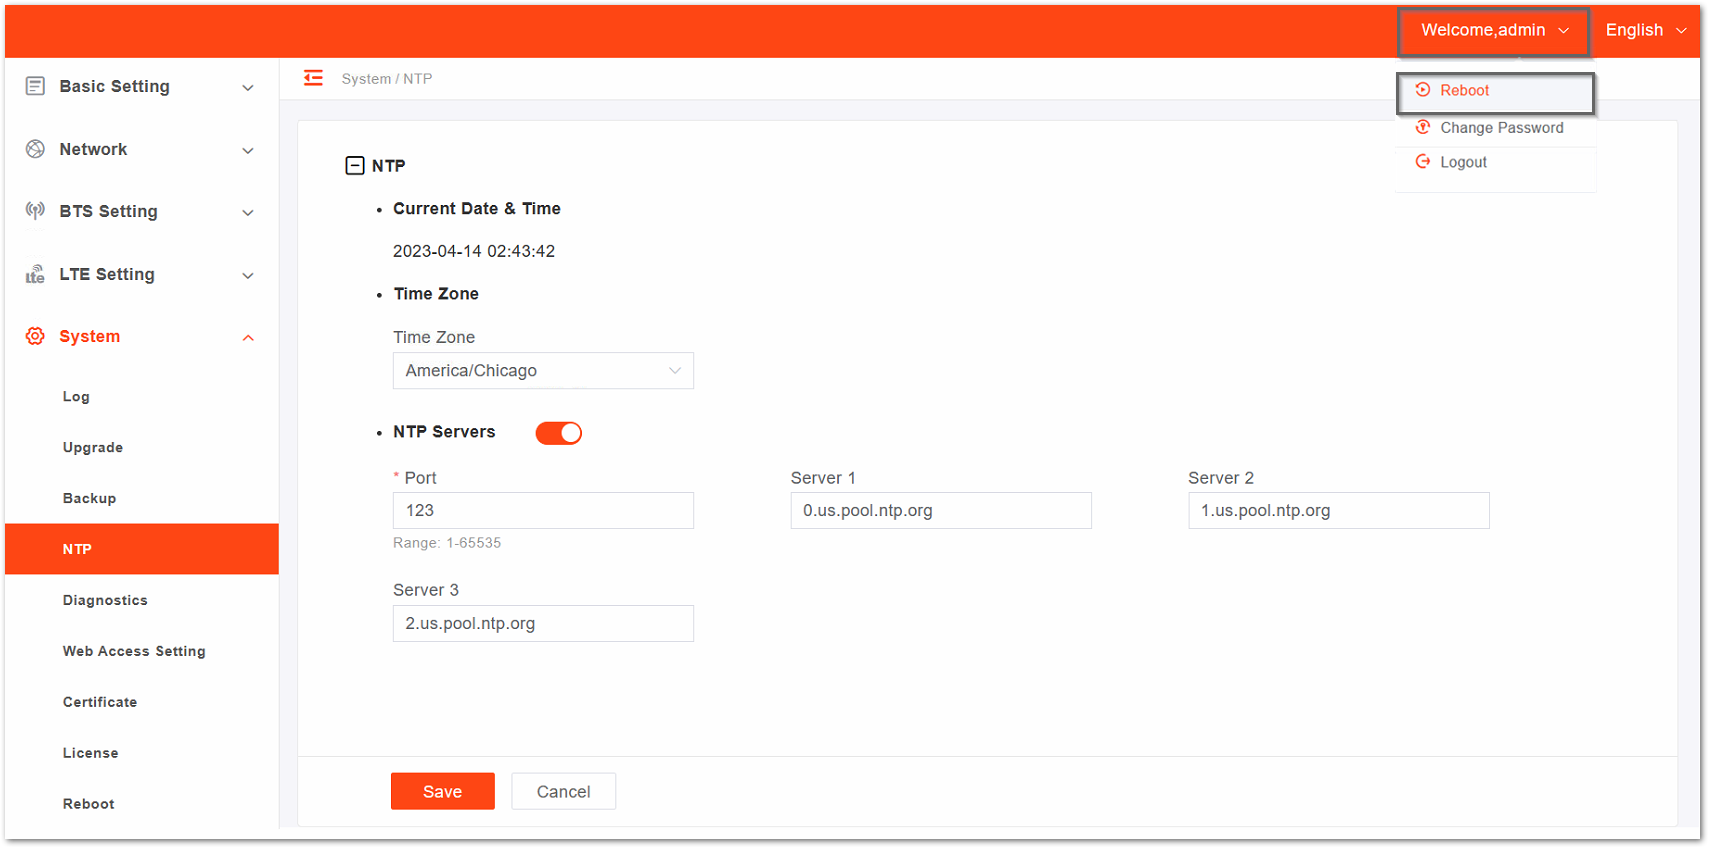 Welcome,admin
English
Basic Setting
Network
BTS Setting
LTE Setting
System
Log
Upgrade
Backup
NTP
Diagnostics
Web Access Setting
Certificate
License
Reboot
System / NTP
Reboot
Change Password
Logout
NTP
• Current Date & Time
2023-04-14 02:43:42
• Time Zone
Time Zone
America/Chicago
• NTP Servers
* Port
123
Range: 1-65535
Server 1
0.us.pool.ntp.org
Server 2
1.us.pool.ntp.org
Server 3
2.us.pool.ntp.org
Save
Cancel